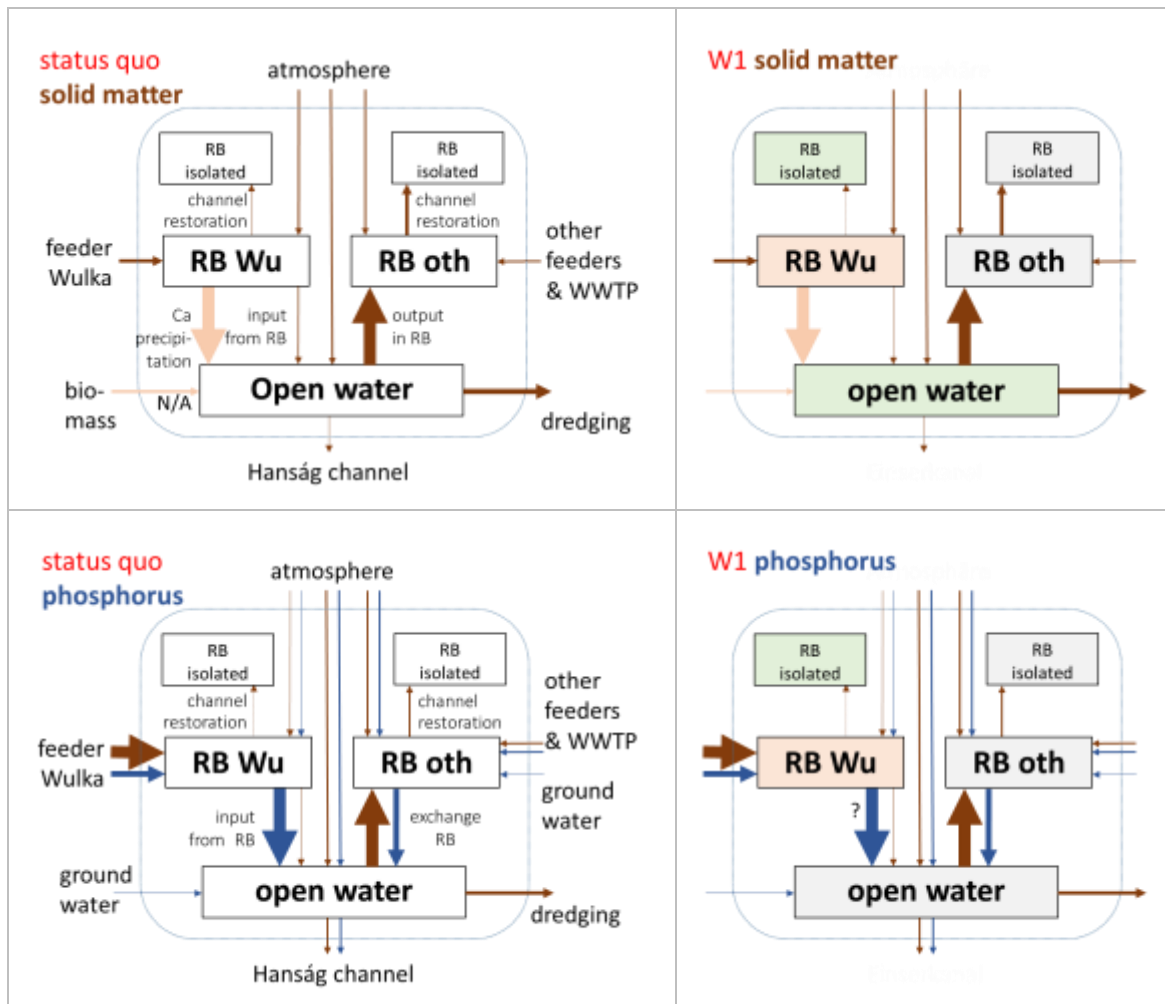 status quo
solid matter
atmosphere
RB
isolated
RB
isolated
channel
restoration
channel
restoration
feeder
Wulka
RB Wu
RB oth
other
feeders
& WWTP
Ca
precipi-
tation
input
from RB
output
in RB
bio-
mass
N/A
Open water
dredging
Hanság channel
W1 solid matter
RB
isolated
RB
isolated
RB Wu
RB oth
open water
status quo
phosphorus
atmosphere
RB
isolated
RB
isolated
channel
restoration
channel
restoration
feeder
Wulka
RB Wu
RB oth
other
feeders
& WWTP
ground
water
input
from RB
exchange
RB
ground
water
open water
dredging
Hanság channel
W1 phosphorus
RB
isolated
RB
isolated
RB Wu
RB oth
?
open water